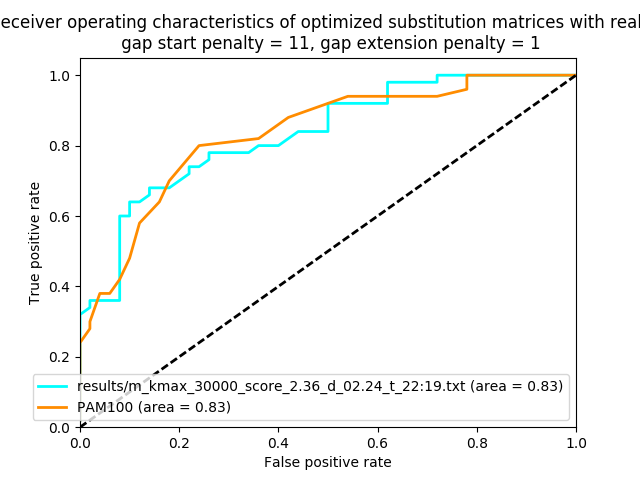 eceiver operating characteristics of optimized substitution matrices with real
gap start penalty = 11, gap extension penalty = 1
1.0
0.8
0.6
0.4
0.2
0.0
True positive rate
results/m_kmax_30000_score_2.36_d_02.24_t_22:19.txt (area = 0.83)
PAM100 (area = 0.83)
0.0 0.2 0.4 0.6 0.8 1.0
False positive rate